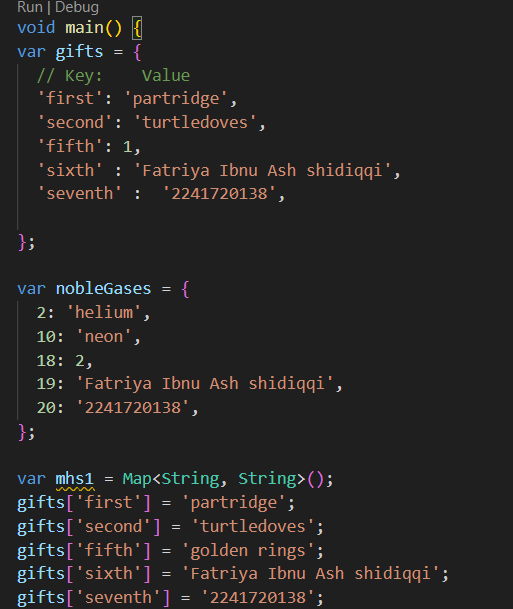 Run | Debug
void main() {
var gifts = {
  // Key:    Value
  'first': 'partridge',
  'second': 'turtledoves',
  'fifth': 1,
  'sixth' : 'Fatriya Ibnu Ash shidiqqi',
  'seventh' :  '2241720138',
};
var nobleGases = {
  2: 'helium',
  10: 'neon',
  18: 2,
  19: 'Fatriya Ibnu Ash shidiqqi',
  20: '2241720138',
};
var mhs1 = Map<String, String>();
gifts['first'] = 'partridge';
gifts['second'] = 'turtledoves';
gifts['fifth'] = 'golden rings';
gifts['sixth'] = 'Fatriya Ibnu Ash shidiqqi';
gifts['seventh'] = '2241720138';